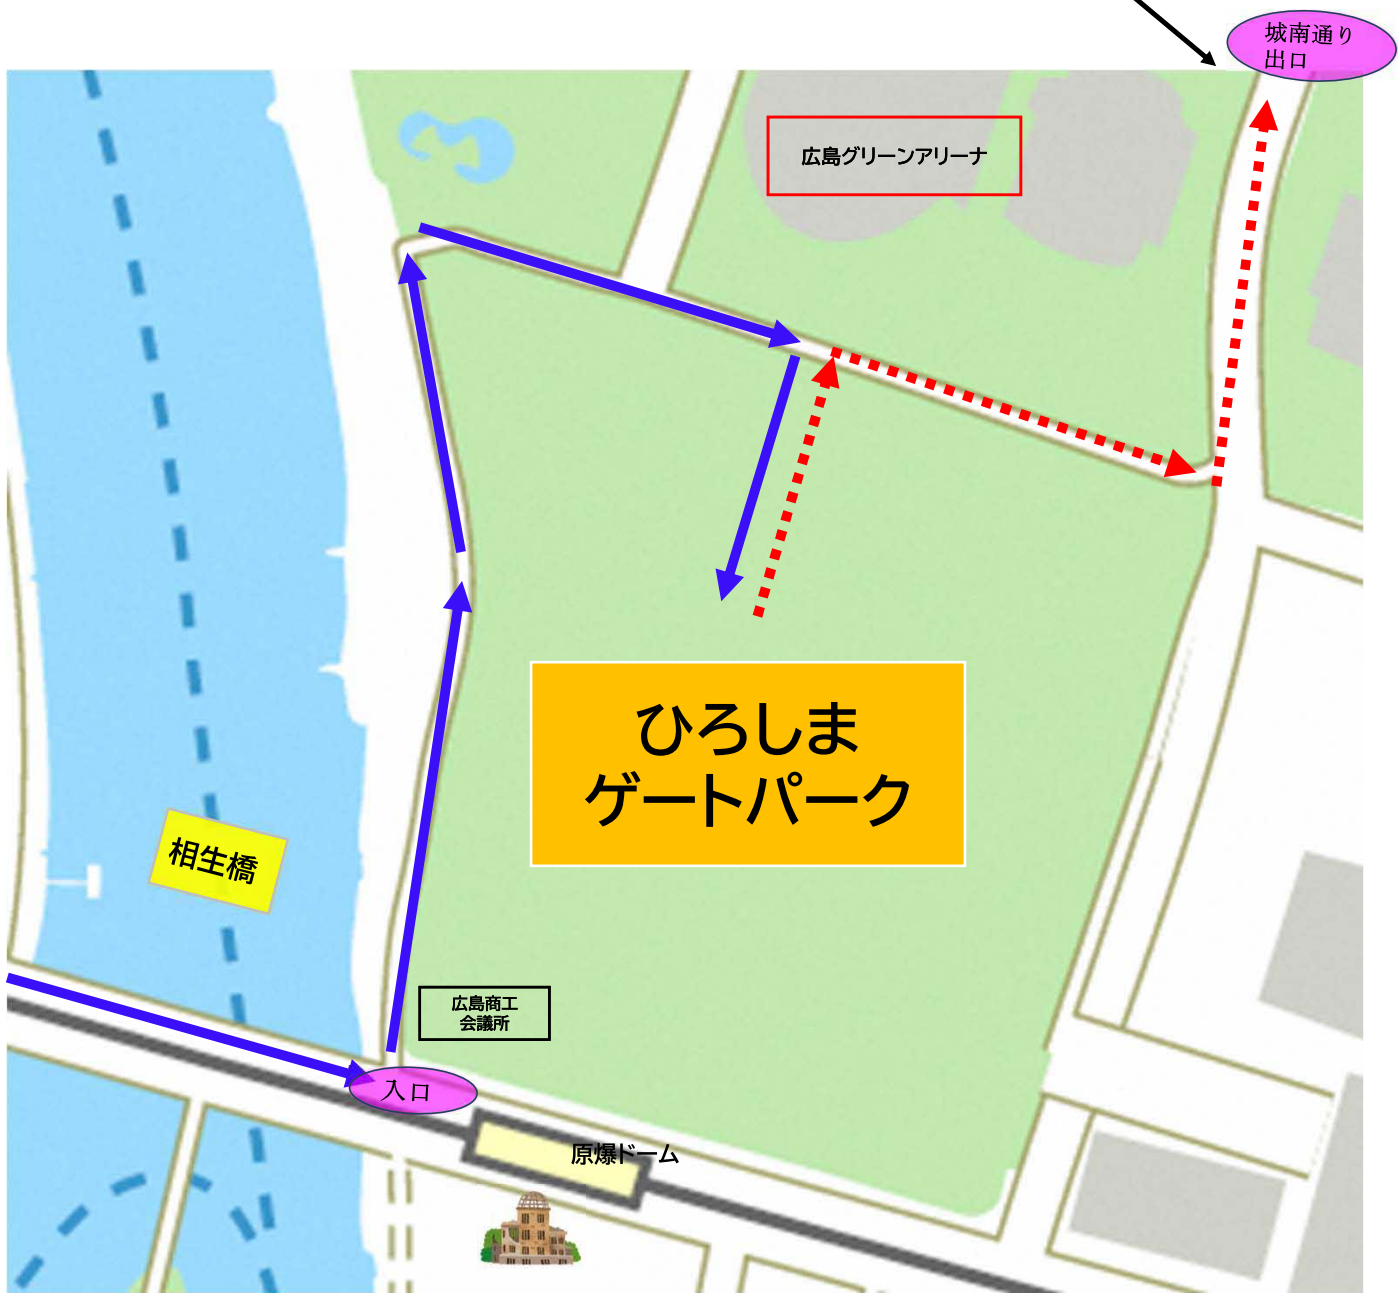 城南通り
出口
広島グリーンアリーナ
ひろしま
ゲートパーク
相生橋
広島商工
会議所
入口
原爆ドーム